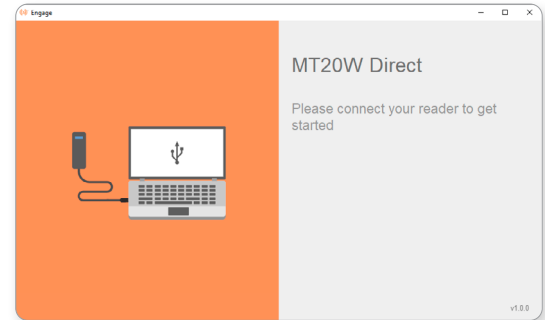 Engage
MT20W Direct
Please connect your reader to get
started
v1.0.0